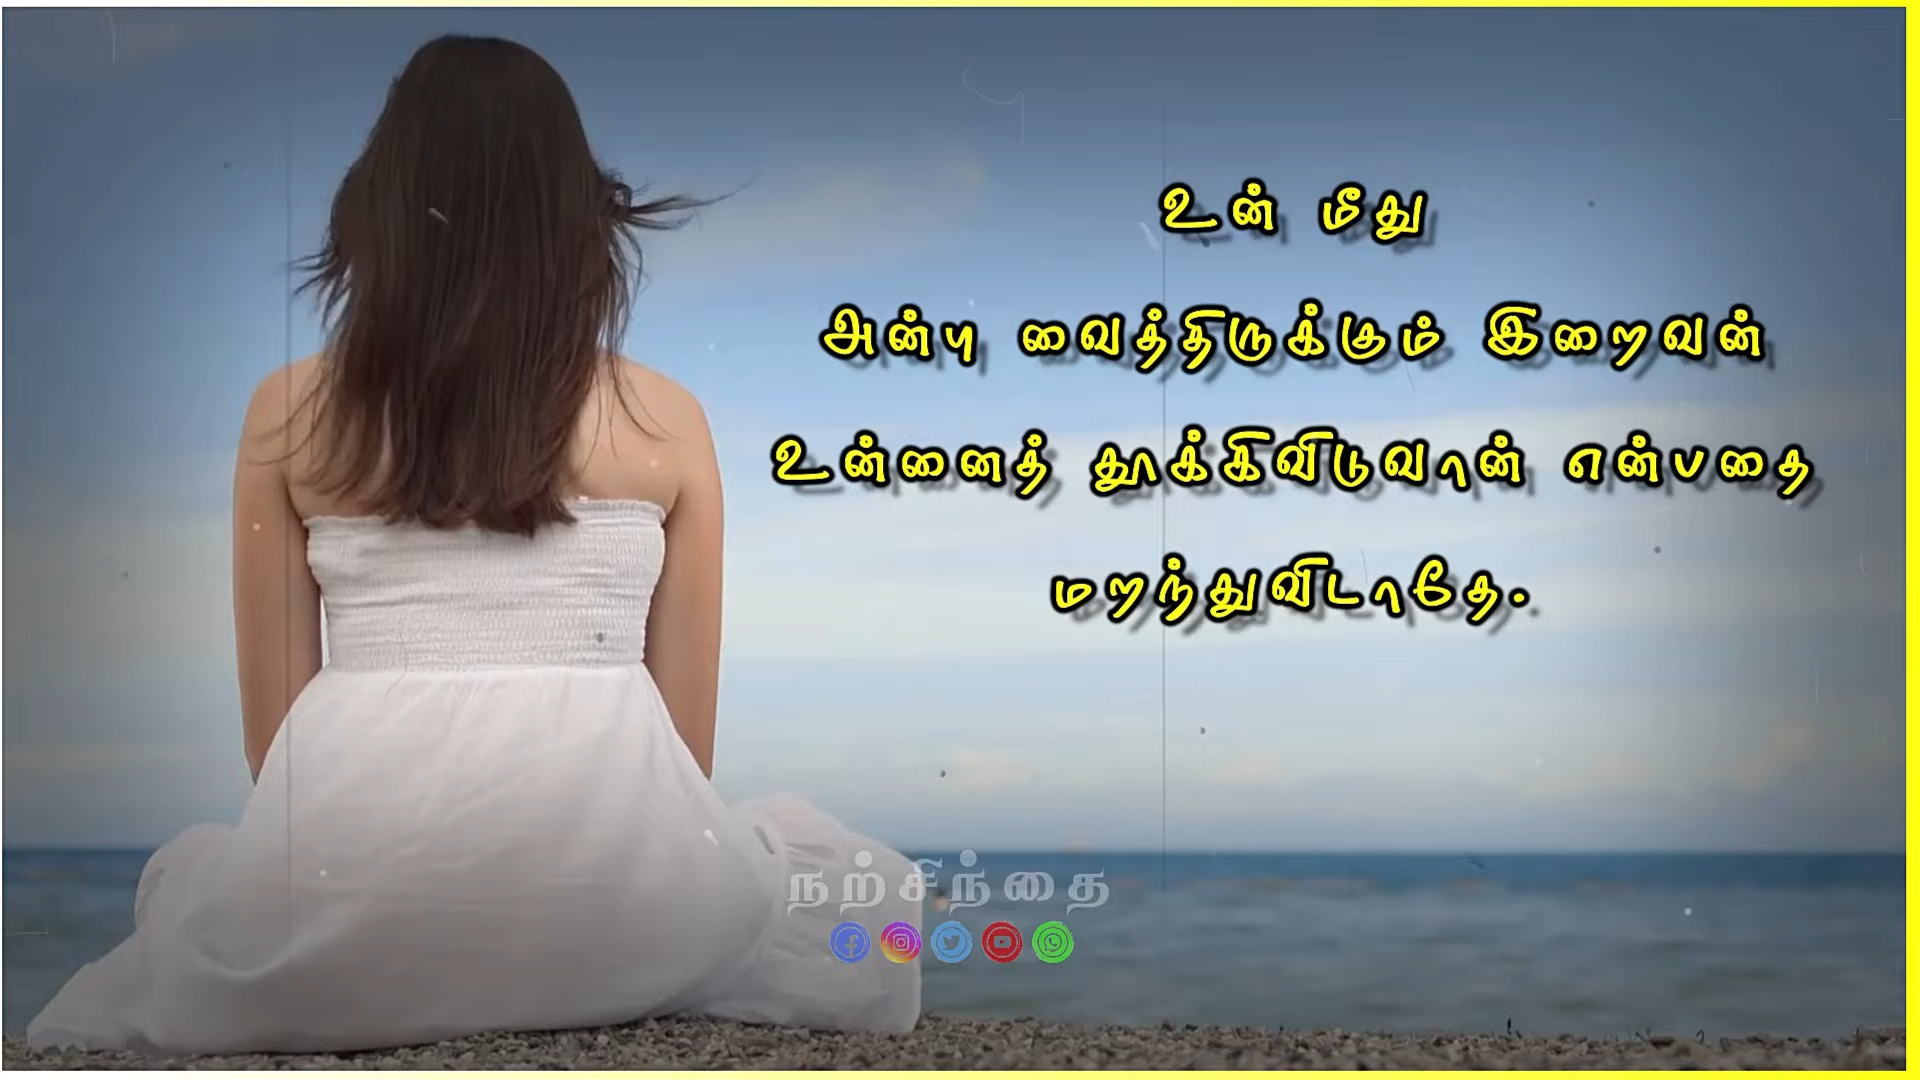 உன் மீது
அன்பு வைத்திருக்கும் இறைவன்
உன்னைத் தூக்கிவிடுவான் என்பதை
மறந்துவிடாதே.
நற்சிந்தை